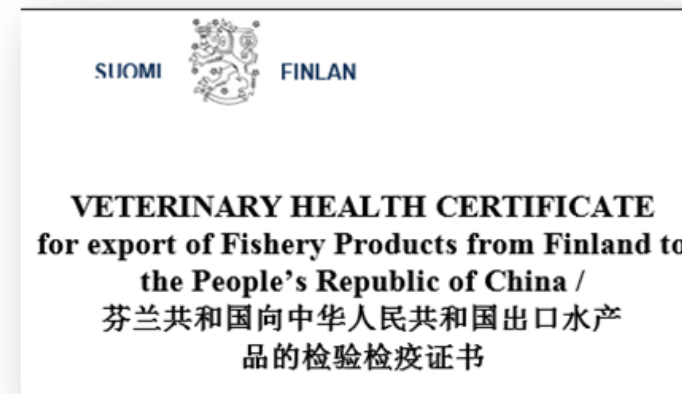 SUOMI FINLAN
VETERINARY HEALTH CERTIFICATE
for export of Fishery Products from Finland to
the People’s Republic of China /
芬兰共和国向中华人民共和国出口水产
品的检验检疫证书